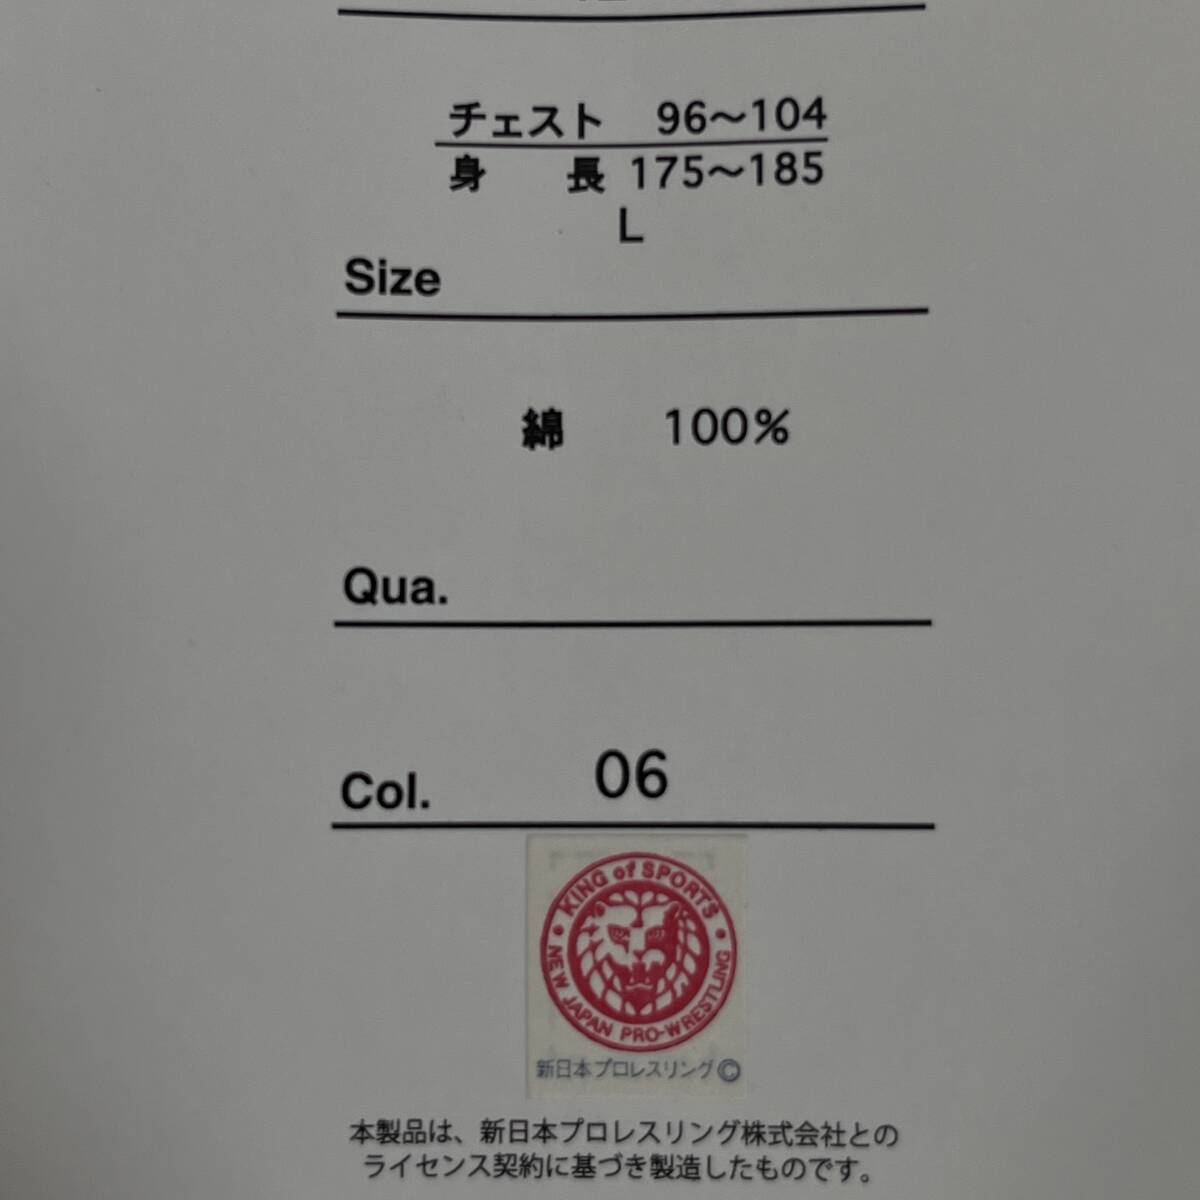 チェスト 96～104
身 長 175～185
L
Size
綿 100%
Qua.
Col. 06
KING of SPORTS
NEW JAPAN PRO-WRESTLING
新日本プロレスリング©
本製品は、新日本プロレスリング株式会社との
ライセンス契約に基づき製造したものです。